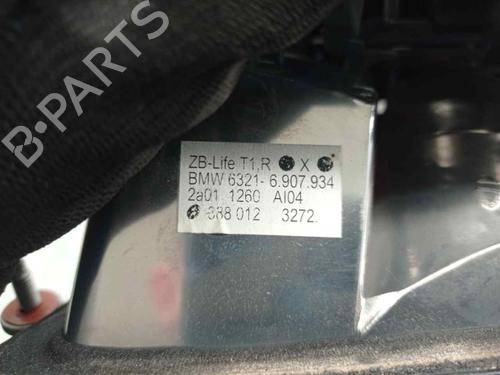 ZB-Life T1,R X
BMW 6321- 6.907.934
2a01 1260 AI04
388 012 3272
B-PARTS